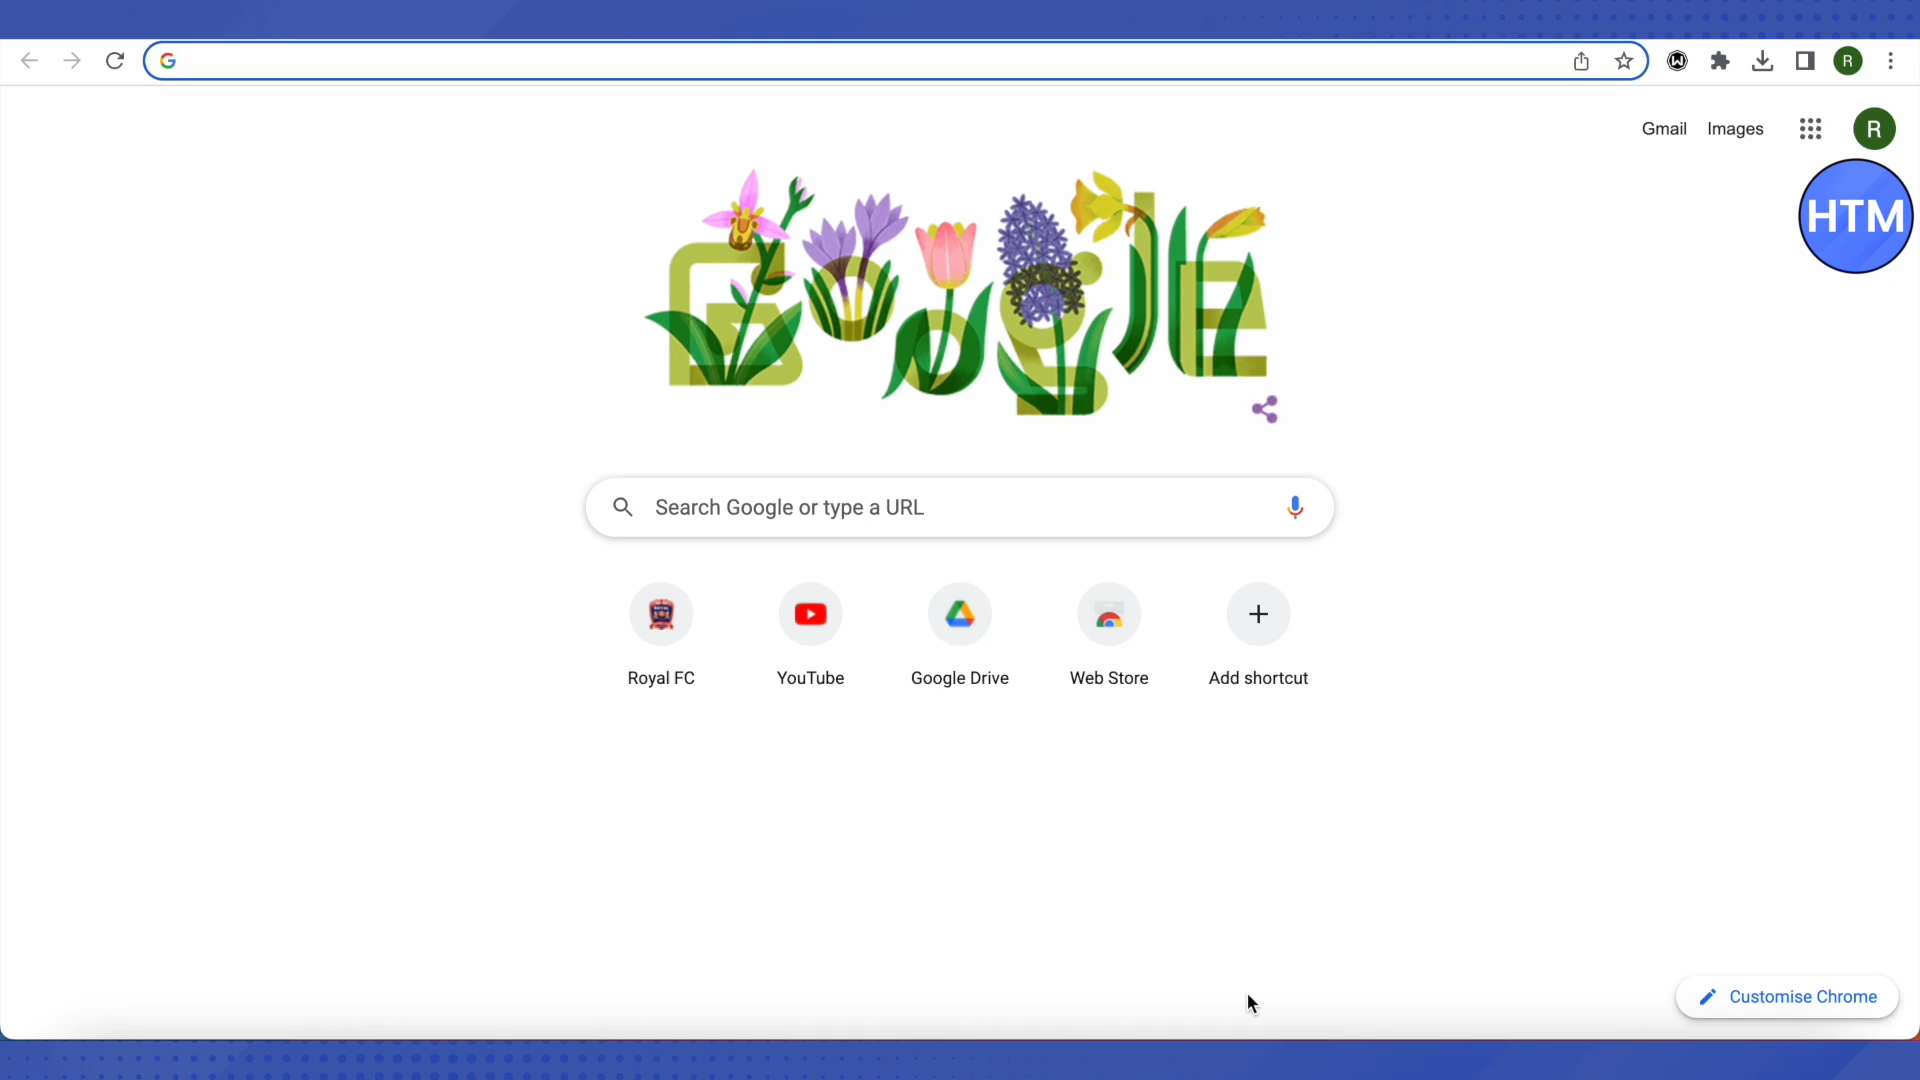 R
Gmail Images R
HTM
Google
Search Google or type a URL
Royal FC YouTube Google Drive Web Store Add shortcut
Customise Chrome